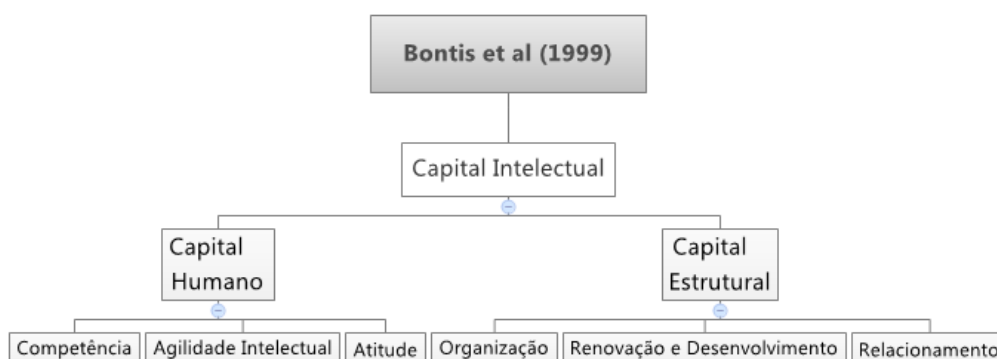 Bontis et al (1999)
Capital Intelectual
Capital
Humano
Capital
Estrutural
Competência
Agilidade Intelectual
Atitude
Organização
Renovação e Desenvolvimento
Relacionamento